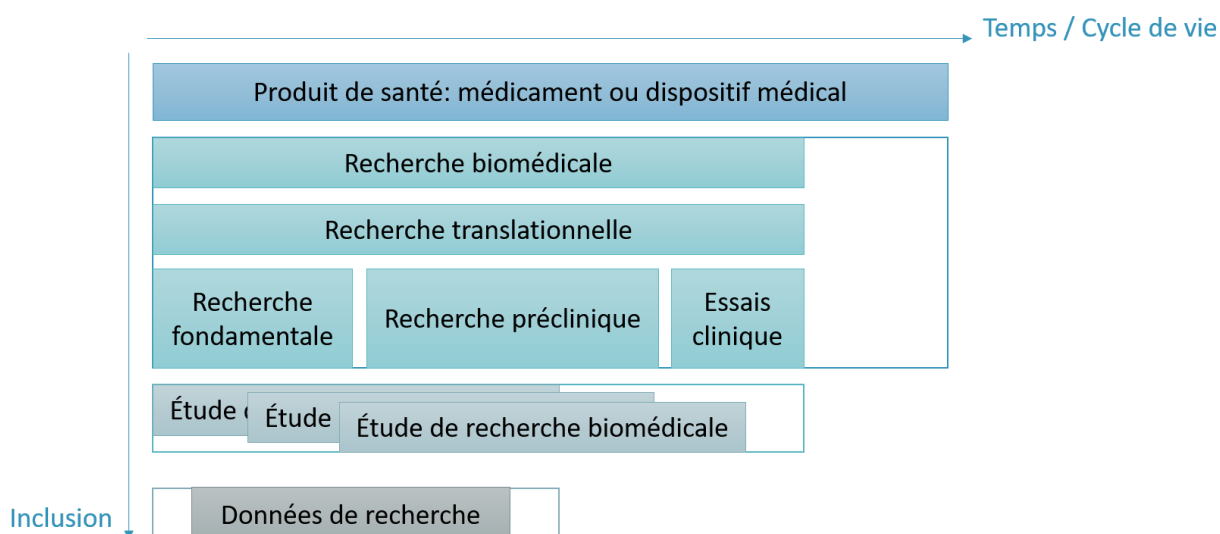 Temps / Cycle de vie
Produit de santé: médicament ou dispositif médical
Recherche biomédicale
Recherche translationnelle
Recherche
fondamentale
Recherche préclinique
Essais
clinique
Étude
Étude
Étude de recherche biomédicale
Données de recherche
Inclusion